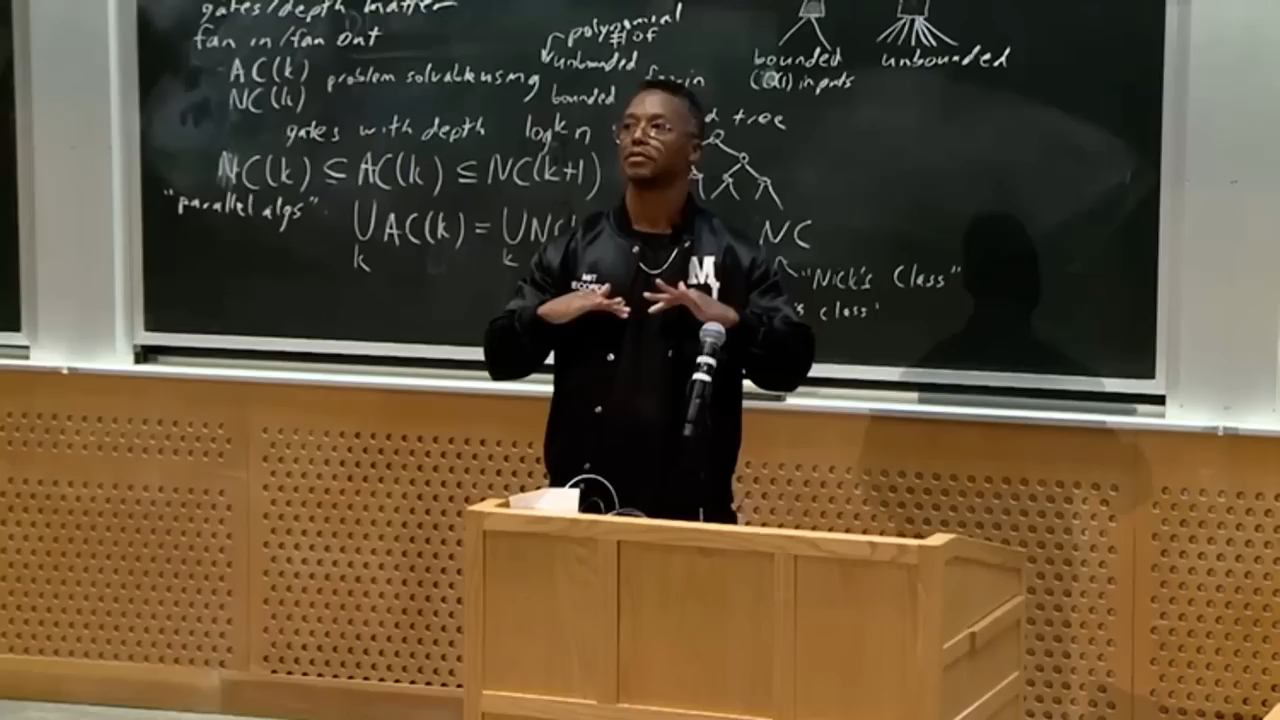 gates/depth matter
fan in/fan out
AC(k)
NC(k)
problem solvable using
polynomial
# of
unbounded
bounded
fan in
gates with depth log^k n
NC(k) ⊆ AC(k) ⊆ NC(k+1)
"parallel algs".
∪ AC(k) = ∪ NC
k k
tree
bounded
(O(1)) inputs
unbounded
NC
"Nick's Class"
's class'
MIT
M